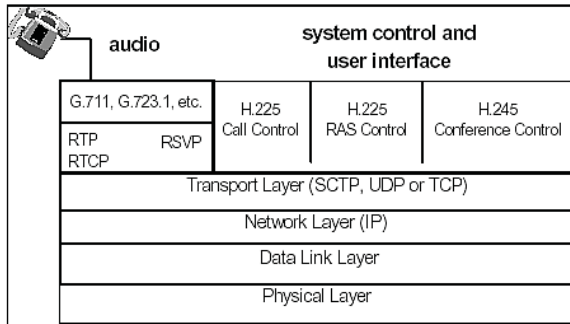 audio
system control and
user interface
G.711, G.723.1, etc.
RTP RSVP
RTCP
H.225
Call Control
H.225
RAS Control
H.245
Conference Control
Transport Layer (SCTP, UDP or TCP)
Network Layer (IP)
Data Link Layer
Physical Layer